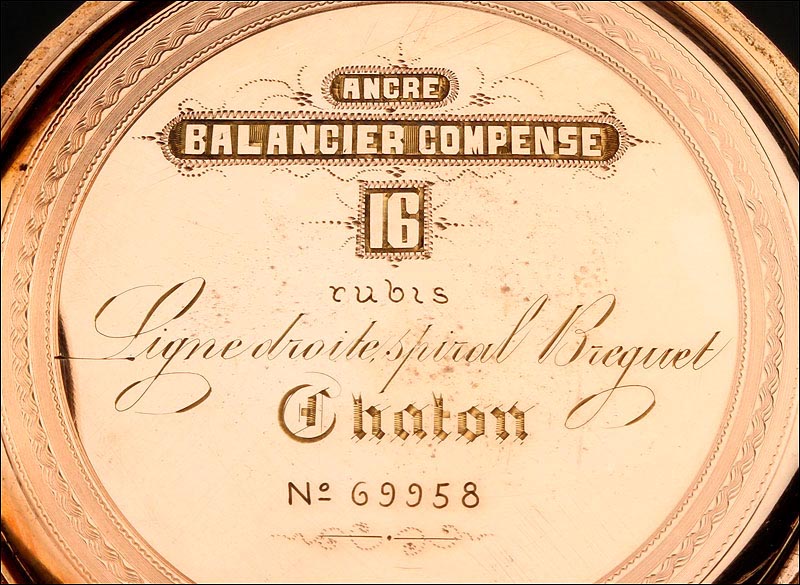 ANCRE
BALANCIER COMPENSE
16
rubis
Ligne droite, spiral Breguet
Chaton
Nº 69958